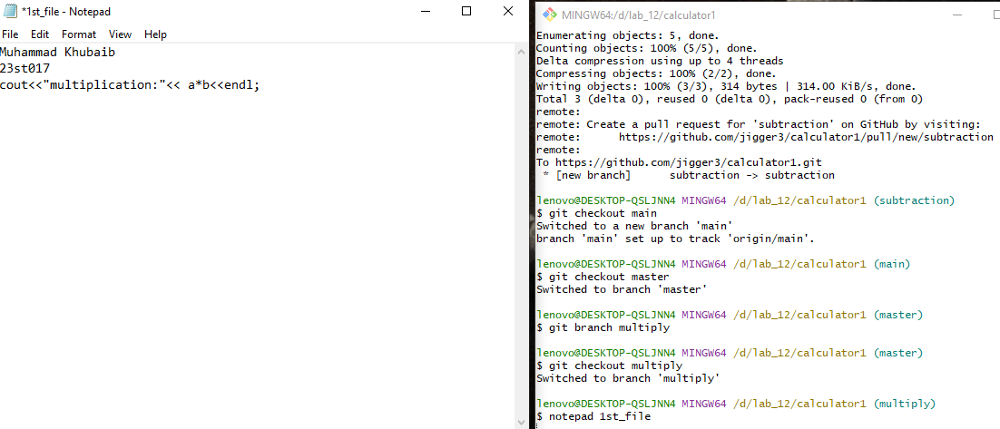 *1st_file - Notepad
File Edit Format View Help
Muhammad Khubaib
23st017
cout<<"multiplication:"<< a*b<<endl;
MINGW64:/d/lab_12/calculator1
Enumerating objects: 5, done.
Counting objects: 100% (5/5), done.
Delta compression using up to 4 threads
Compressing objects: 100% (2/2), done.
Writing objects: 100% (3/3), 314 bytes | 314.00 KiB/s, done.
Total 3 (delta 0), reused 0 (delta 0), pack-reused 0 (from 0)
remote:
remote: Create a pull request for 'subtraction' on GitHub by visiting:
remote:      https://github.com/jigger3/calculator1/pull/new/subtraction
remote:
To https://github.com/jigger3/calculator1.git
 * [new branch]      subtraction -> subtraction
lenovo@DESKTOP-QSLJNN4 MINGW64 /d/lab_12/calculator1 (subtraction)
$ git checkout main
Switched to a new branch 'main'
branch 'main' set up to track 'origin/main'.
lenovo@DESKTOP-QSLJNN4 MINGW64 /d/lab_12/calculator1 (main)
$ git checkout master
Switched to branch 'master'
lenovo@DESKTOP-QSLJNN4 MINGW64 /d/lab_12/calculator1 (master)
$ git branch multiply
lenovo@DESKTOP-QSLJNN4 MINGW64 /d/lab_12/calculator1 (master)
$ git checkout multiply
Switched to branch 'multiply'
lenovo@DESKTOP-QSLJNN4 MINGW64 /d/lab_12/calculator1 (multiply)
$ notepad 1st_file